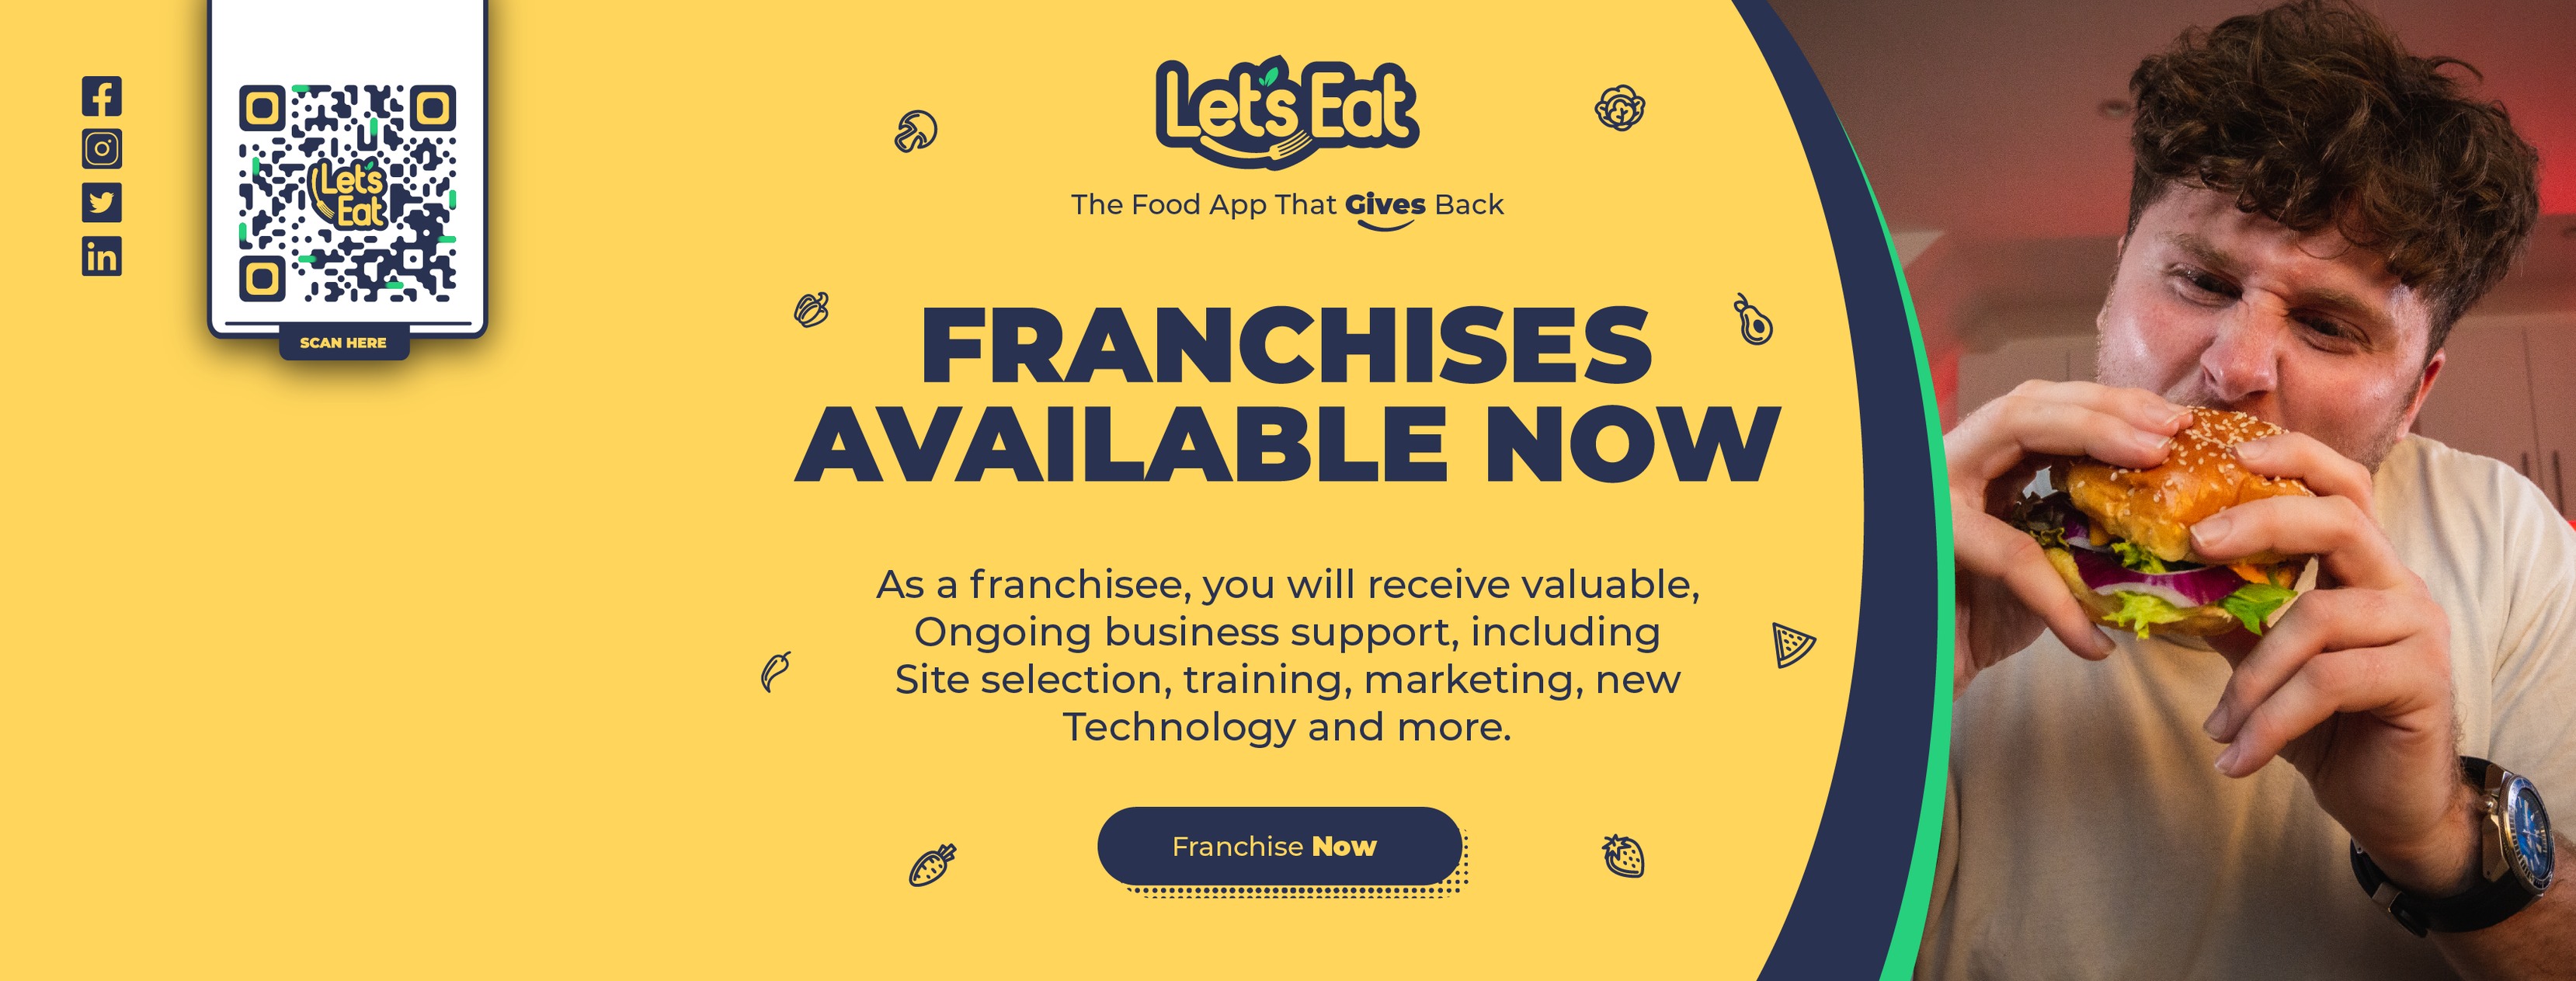 Let's
Eat
SCAN HERE
Let's Eat
The Food App That Gives Back
FRANCHISES
AVAILABLE NOW
As a franchisee, you will receive valuable,
Ongoing business support, including
Site selection, training, marketing, new
Technology and more.
Franchise Now